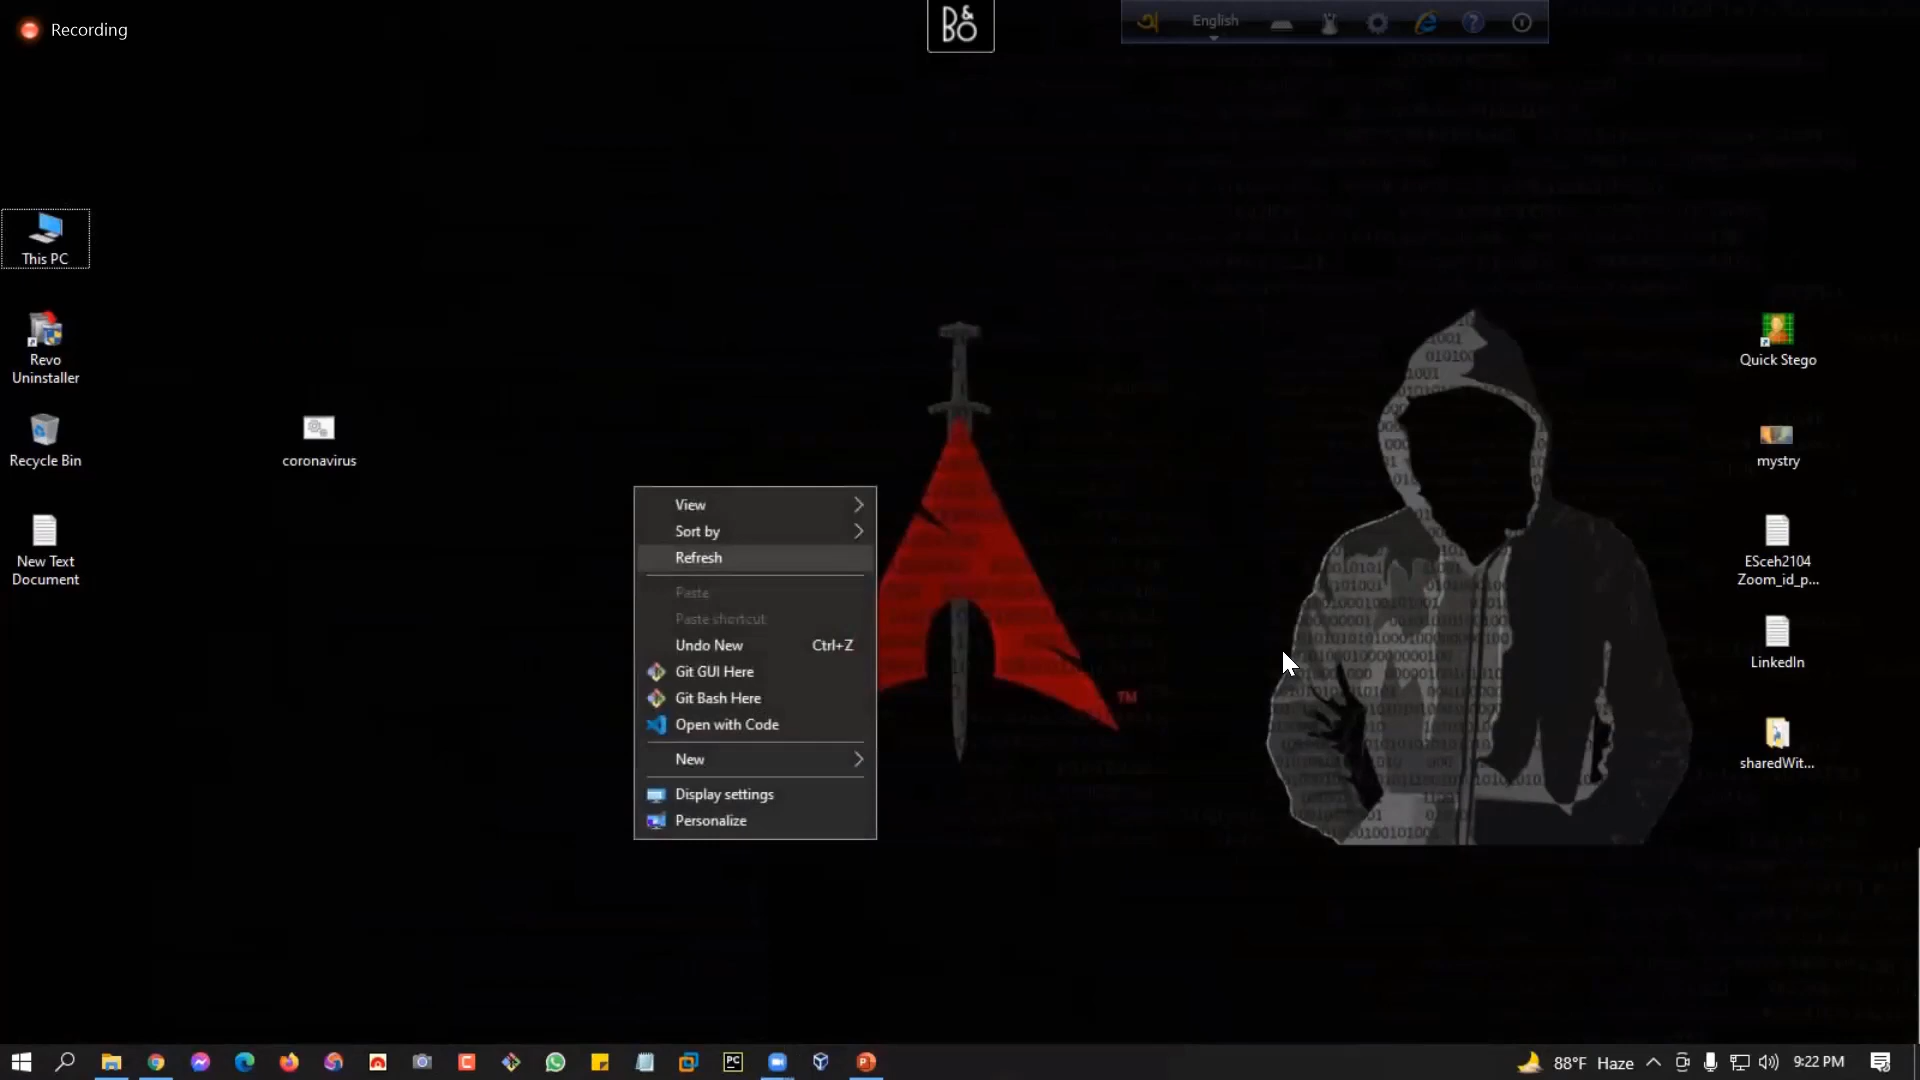 Recording
B&O
অ English
This PC
Revo
Uninstaller
Recycle Bin
New Text
Document
coronavirus
View
Sort by
Refresh
Paste
Paste shortcut
Undo New Ctrl+Z
Git GUI Here
Git Bash Here
Open with Code
New
Display settings
Personalize
TM
Quick Stego
mystry
ESceh2104
Zoom_id_p...
LinkedIn
sharedWit...
PC
88°F Haze
9:22 PM